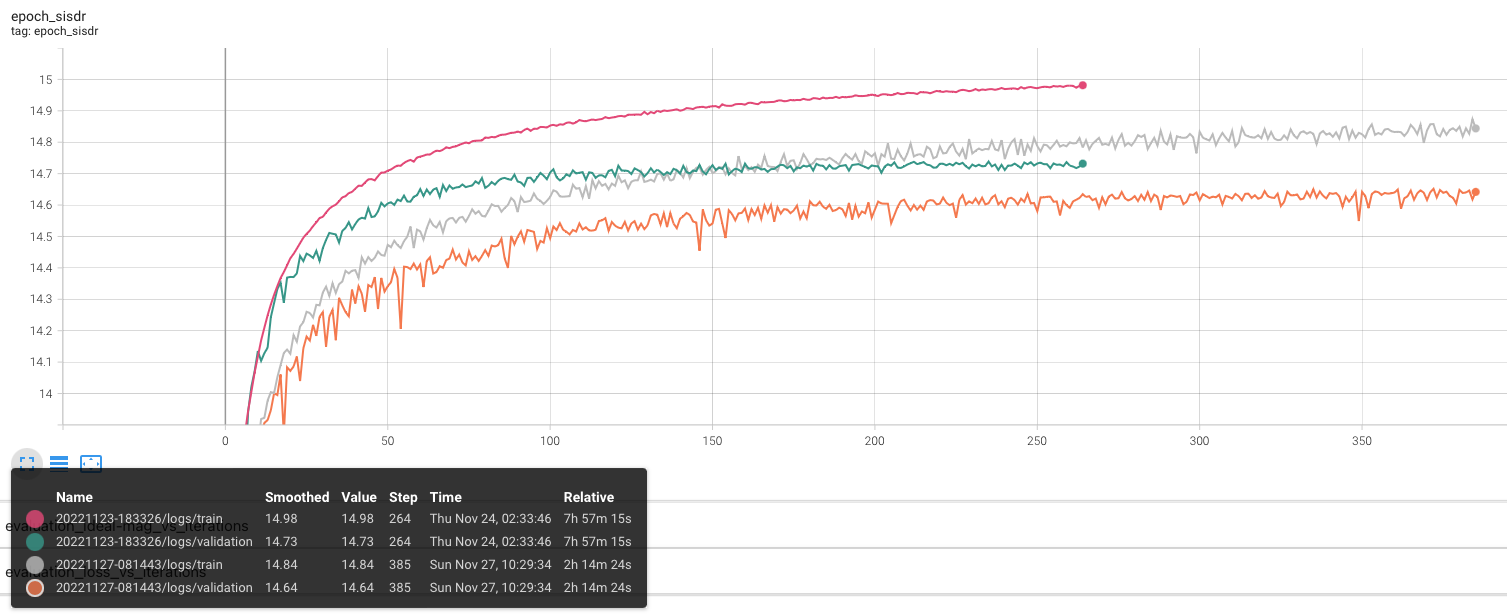 epoch_sisdr
tag: epoch_sisdr
15
14.9
14.8
14.7
14.6
14.5
14.4
14.3
14.2
14.1
14
0 50 100 150 200 250 300 350
Name Smoothed Value Step Time Relative
20221123-183326/logs/train 14.98 14.98 264 Thu Nov 24, 02:33:46 7h 57m 15s
evaluation_ideal-mag_vs_iterations
20221123-183326/logs/validation 14.73 14.73 264 Thu Nov 24, 02:33:46 7h 57m 15s
20221127-081443/logs/train 14.84 14.84 385 Sun Nov 27, 10:29:34 2h 14m 24s
evaluation_loss_vs_iterations
20221127-081443/logs/validation 14.64 14.64 385 Sun Nov 27, 10:29:34 2h 14m 24s